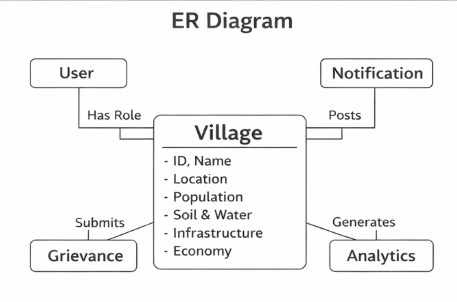 ER Diagram
User
Notification
Has Role
Posts
Village
- ID, Name
- Location
- Population
- Soil & Water
- Infrastructure
- Economy
Submits
Generates
Grievance
Analytics